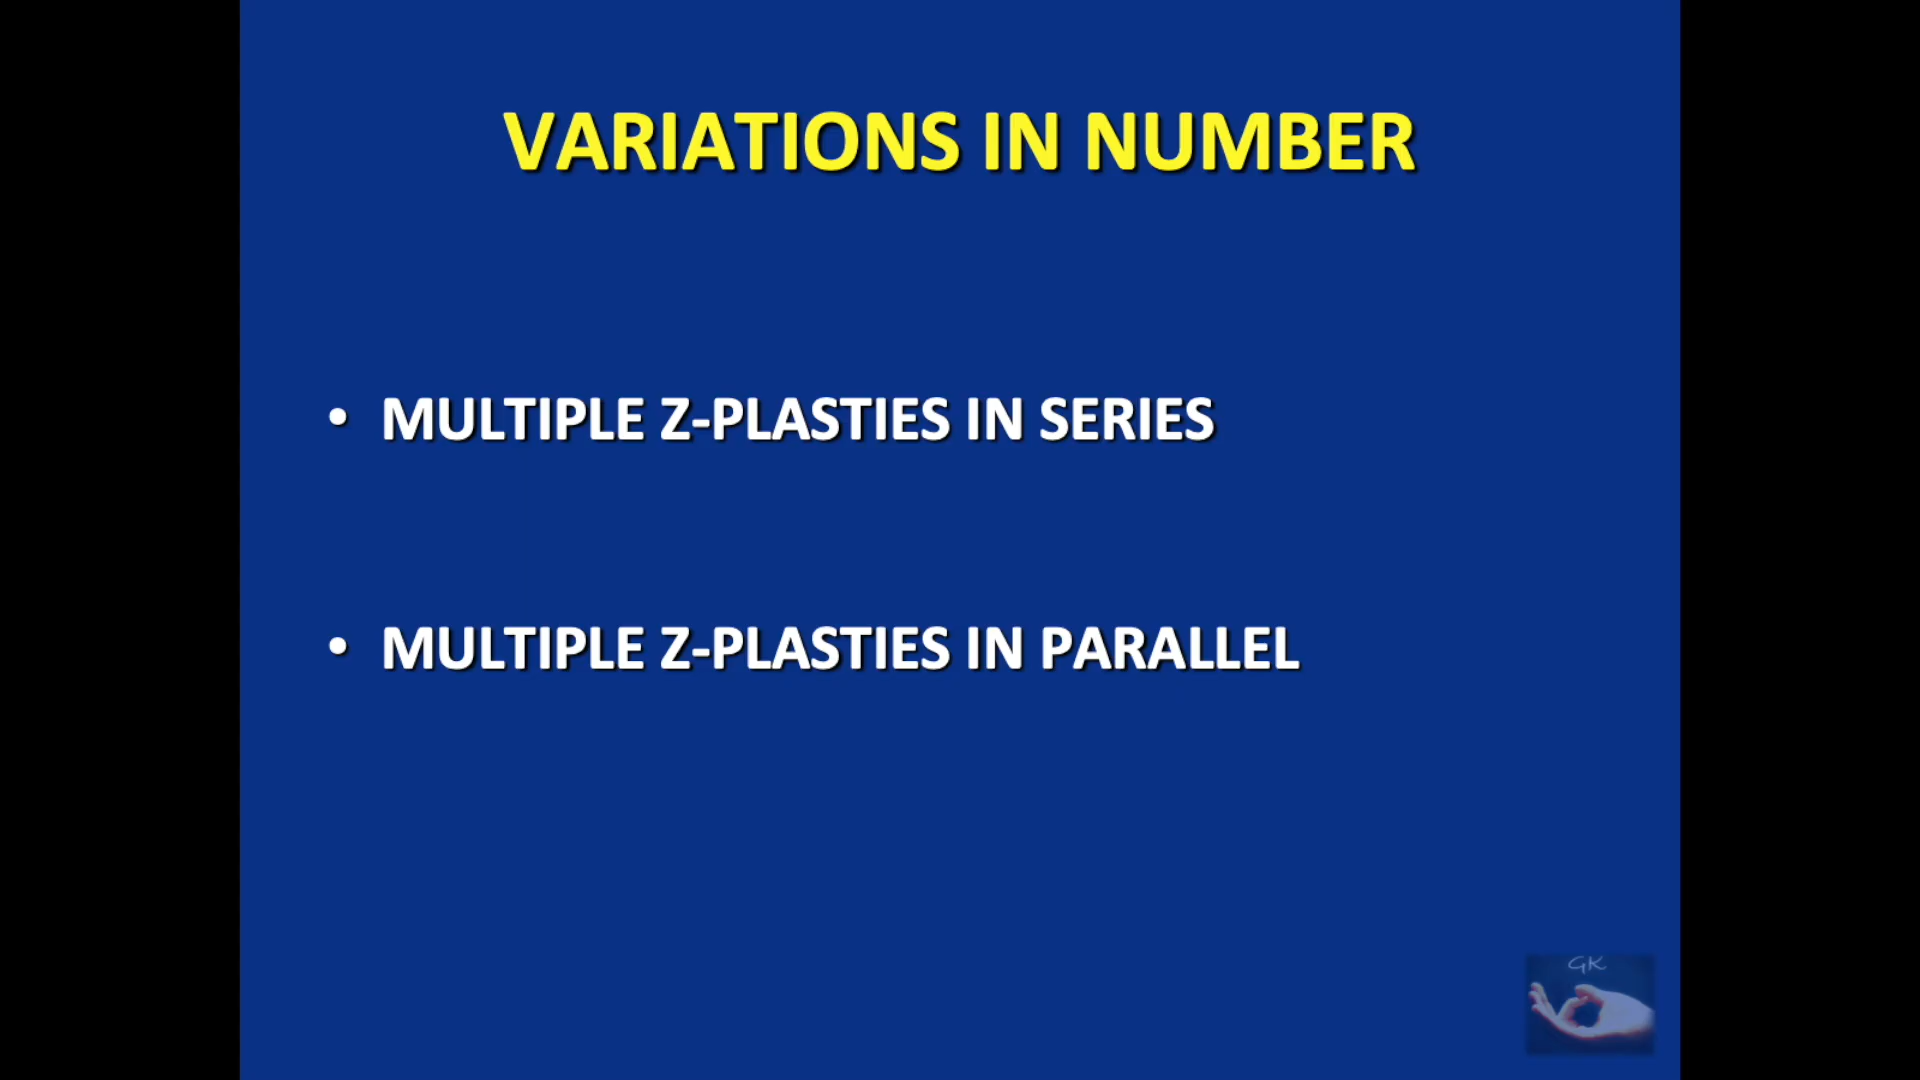 VARIATIONS IN NUMBER
• MULTIPLE Z-PLASTIES IN SERIES
• MULTIPLE Z-PLASTIES IN PARALLEL
GK